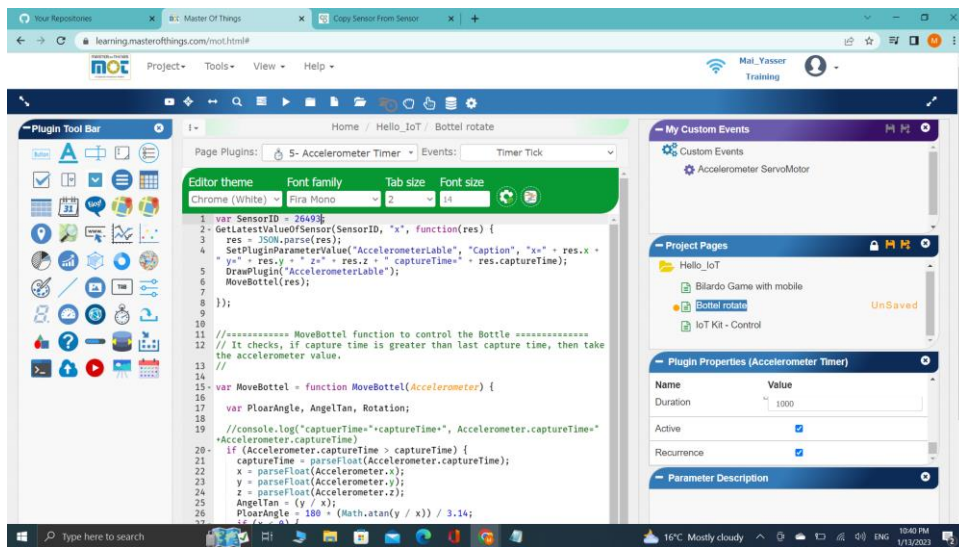 Your Repositories
Master Of Things
Copy Sensor From Sensor
learning.masterofthings.com/mot.html#
MASTER of THINGS
mot
Project
Tools
View
Help
Mai_Yasser
Training
M
Plugin Tool Bar
Home / Hello_IoT / Bottel rotate
Page Plugins: 5- Accelerometer Timer Events: Timer Tick
Editor theme Font family Tab size Font size
Chrome (White) Fira Mono 2 14
1 var SensorID = 26493;
2 GetLatestValueOfSensor(SensorID, "x", function(res) {
3 res = JSON.parse(res);
4 SetPluginParameterValue("AccelerometerLable", "Caption", "x=" + res.x +
" y=" + res.y + " z=" + res.z + " captureTime=" + res.captureTime);
5 DrawPlugin("AccelerometerLable");
6 MoveBottel(res);
7
8 });
9
10
11 //============ MoveBottel function to control the Bottle ==============
12 // It checks, if capture time is greater than last capture time, then take
the accelerometer value.
13 //
14
15 var MoveBottel = function MoveBottel(Accelerometer) {
16
17 var PloarAngle, AngelTan, Rotation;
18
19 //console.log("captuerTime="+captureTime+", Accelerometer.captureTime="
+Accelerometer.captureTime)
20 if (Accelerometer.captureTime > captureTime) {
21 captureTime = parseFloat(Accelerometer.captureTime);
22 x = parseFloat(Accelerometer.x);
23 y = parseFloat(Accelerometer.y);
24 z = parseFloat(Accelerometer.z);
25 AngelTan = (y / x);
26 PloarAngle = 180 * (Math.atan(y / x)) / 3.14;
27 if (x < 0) {
My Custom Events
Custom Events
Accelerometer ServoMotor
Project Pages
Hello_IoT
Bilardo Game with mobile
Bottel rotate UnSaved
IoT Kit - Control
Plugin Properties (Accelerometer Timer)
Name Value
Duration 1000
Active
Recurrence
Parameter Description
Type here to search
16°C Mostly cloudy
ENG
10:40 PM
1/13/2023